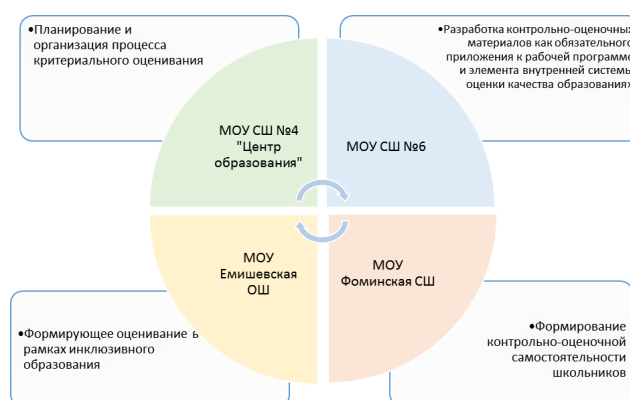 •Планирование и
организация процесса
критериального оценивания
•Разработка контрольно-оценочных
материалов как обязательного
приложения к рабочей программе
и элемента внутренней системы
оценки качества образования»
МОУ СШ №4
"Центр
образования"
МОУ СШ №6
МОУ
Емишевская
ОШ
МОУ
Фоминская СШ
•Формирующее оценивание в
рамках инклюзивного
образования
•Формирование
контрольно-оценочной
самостоятельности
школьников